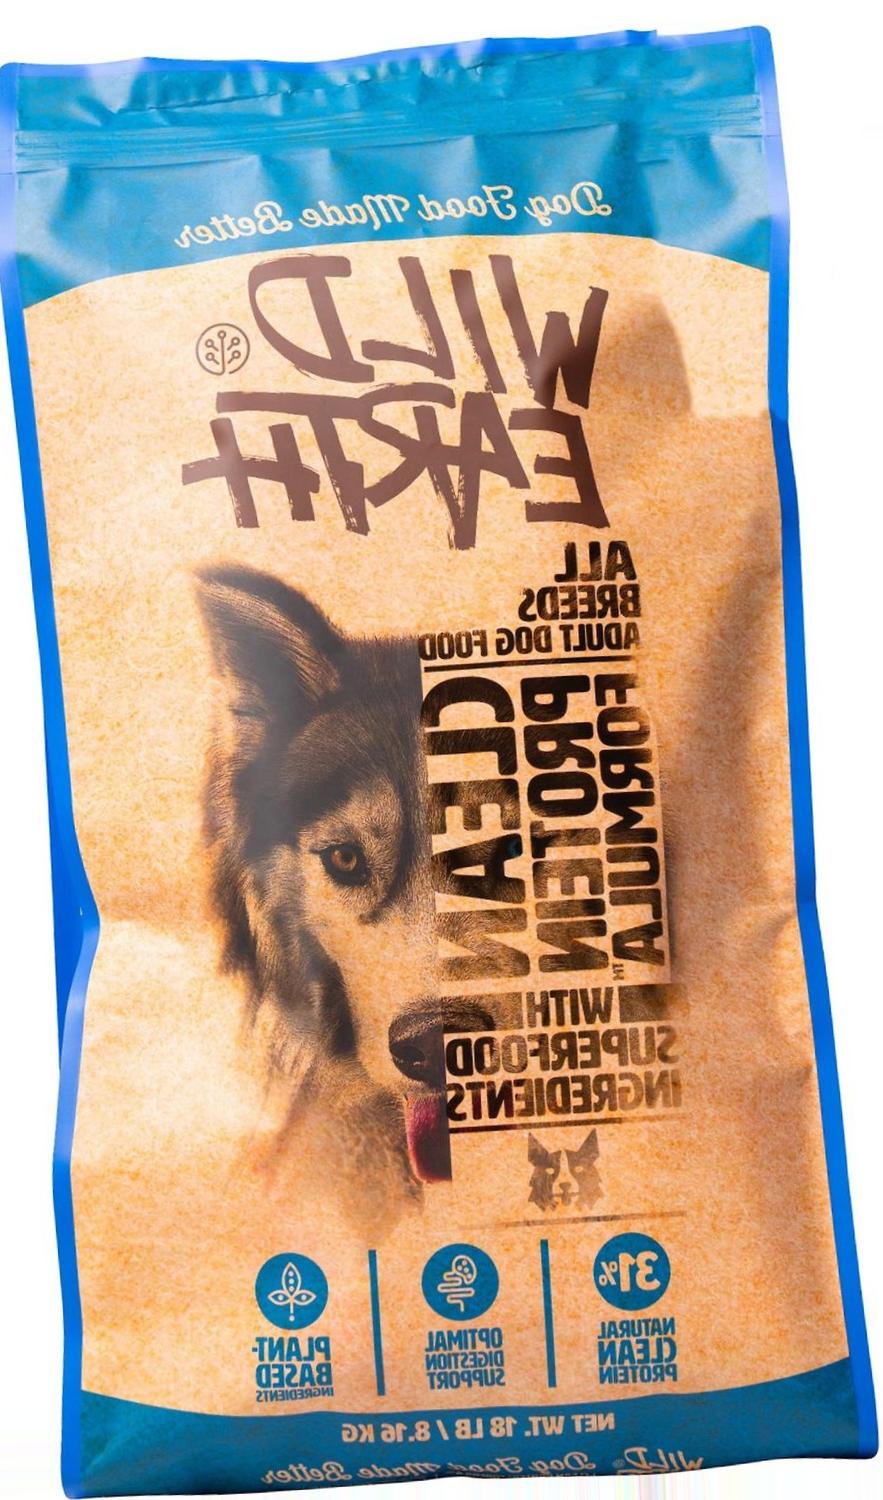 Dog Food Made Better
WILD
EARTH
ALL
BREEDS
ADULT DOG FOOD
CLEAN
PROTEIN
FORMULA™
WITH
SUPERFOOD
INGREDIENTS
31%
NATURAL
CLEAN
PROTEIN
OPTIMAL
DIGESTION
SUPPORT
PLANT-
BASED
INGREDIENTS
NET WT. 18 LB / 8.16 KG
WILD
Dog Food Made Better